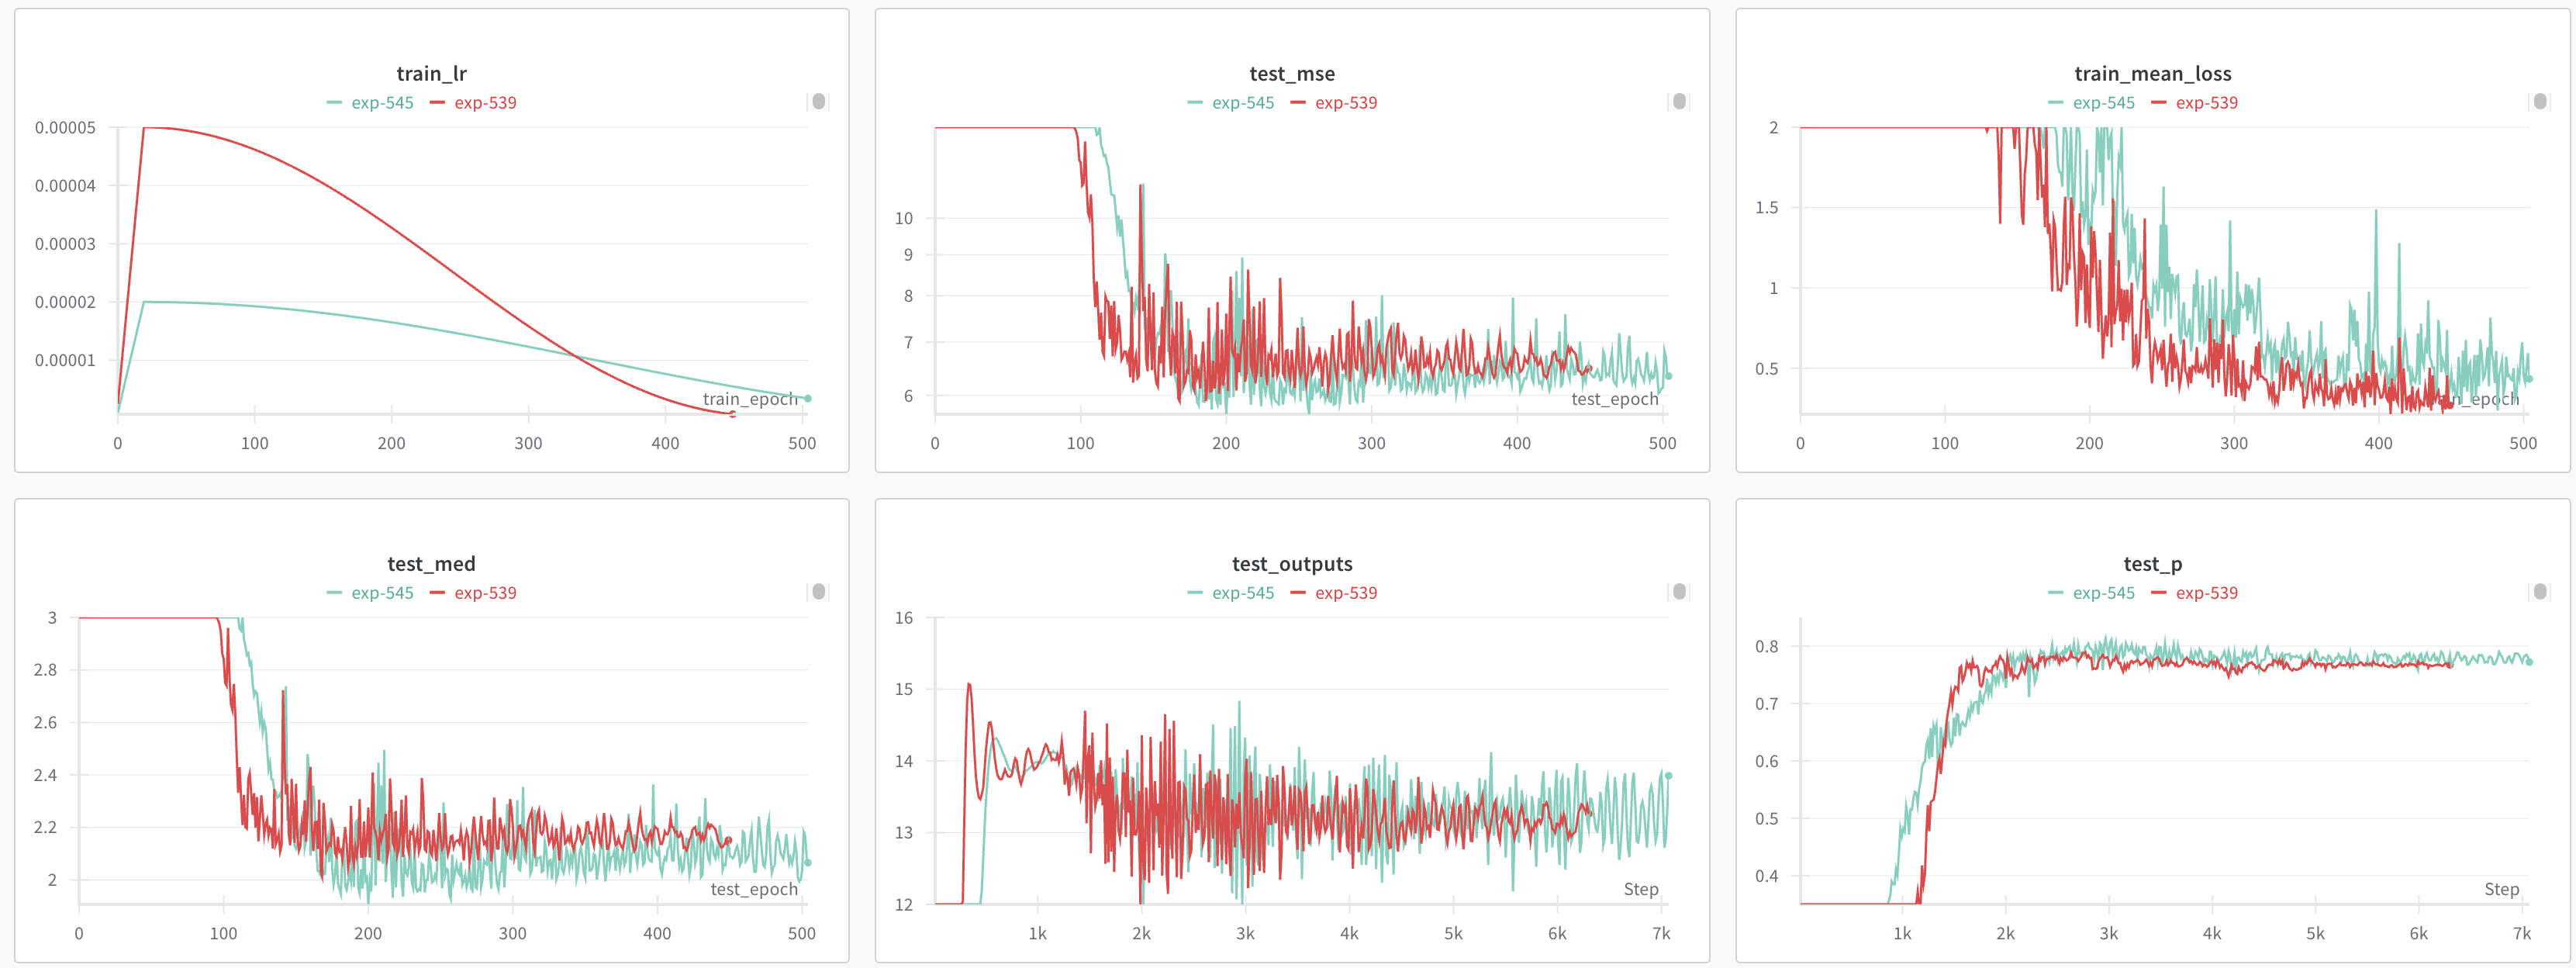 train_lr
exp-545 exp-539
0.00005
0.00004
0.00003
0.00002
0.00001
train_epoch
0 100 200 300 400 500
test_mse
exp-545 exp-539
10
9
8
7
6
test_epoch
0 100 200 300 400 500
train_mean_loss
exp-545 exp-539
2
1.5
1
0.5
0 100 200 300 400 500
test_med
exp-545 exp-539
3
2.8
2.6
2.4
2.2
2
test_epoch
0 100 200 300 400 500
test_outputs
exp-545 exp-539
16
15
14
13
12
Step
1k 2k 3k 4k 5k 6k 7k
test_p
exp-545 exp-539
0.8
0.7
0.6
0.5
0.4
Step
1k 2k 3k 4k 5k 6k 7k